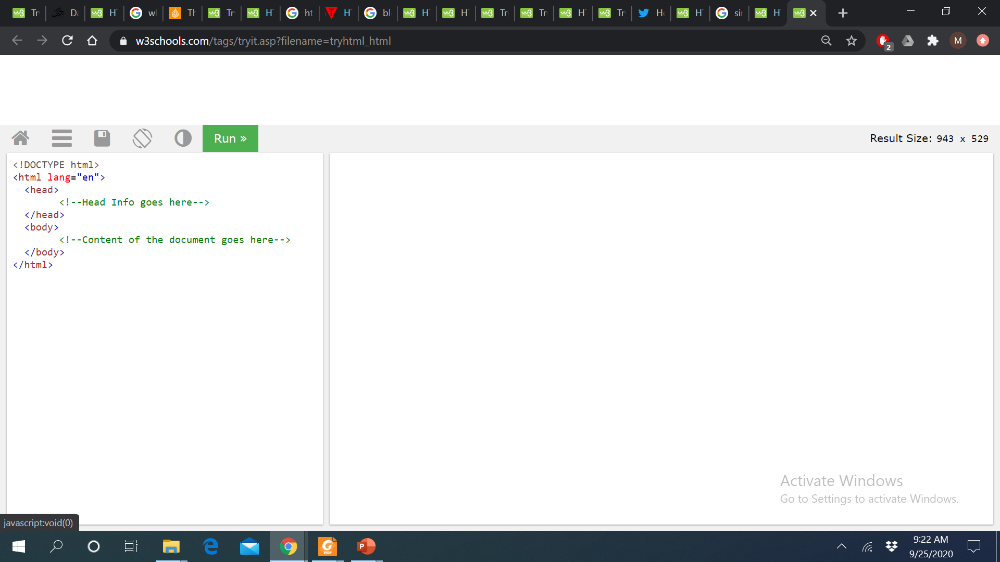 Tr
Da
H
w
Th
Tr
H
ht
H
bl
H
H
Tr
Tr
H
Tr
H
H
si
H
w3schools.com/tags/tryit.asp?filename=tryhtml_html
2
M
Run »
Result Size: 943 x 529
<!DOCTYPE html>
<html lang="en">
<head>
<!--Head Info goes here-->
</head>
<body>
<!--Content of the document goes here-->
</body>
</html>
Activate Windows
Go to Settings to activate Windows.
javascript:void(0)
PDF
P
9:22 AM
9/25/2020